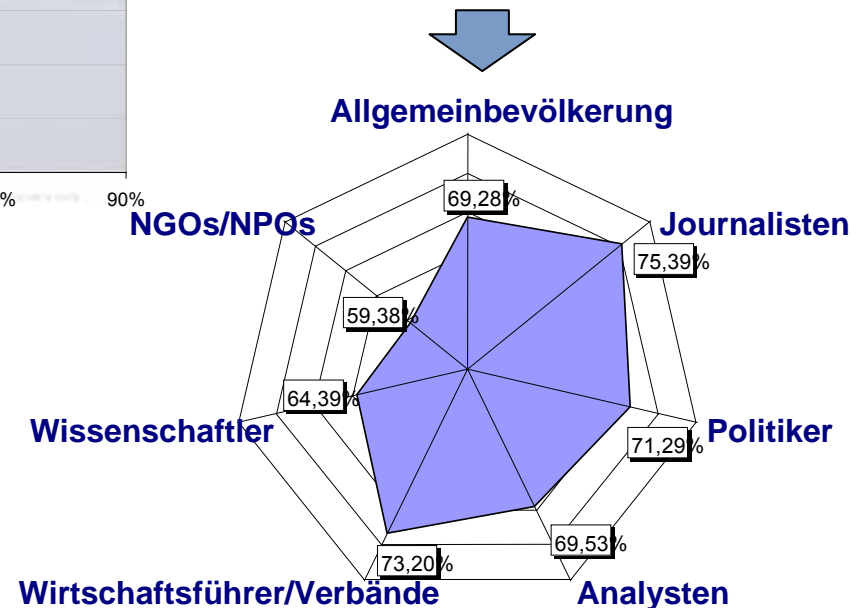 Allgemeinbevölkerung
69,28%
% 90%
NGOs/NPOs
Journalisten
75,39%
59,38%
64,39%
Wissenschaftler
Politiker
71,29%
69,53%
73,20%
Wirtschaftsführer/Verbände
Analysten